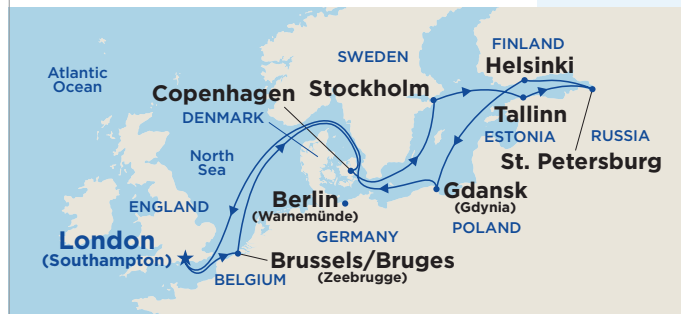 SWEDEN
FINLAND
Helsinki
Atlantic
Ocean
Copenhagen
Stockholm
DENMARK
Tallinn
ESTONIA
RUSSIA
North
Sea
St. Petersburg
Berlin
(Warnemünde)
Gdansk
(Gdynia)
ENGLAND
GERMANY
POLAND
London
(Southampton)
Brussels/Bruges
(Zeebrugge)
BELGIUM